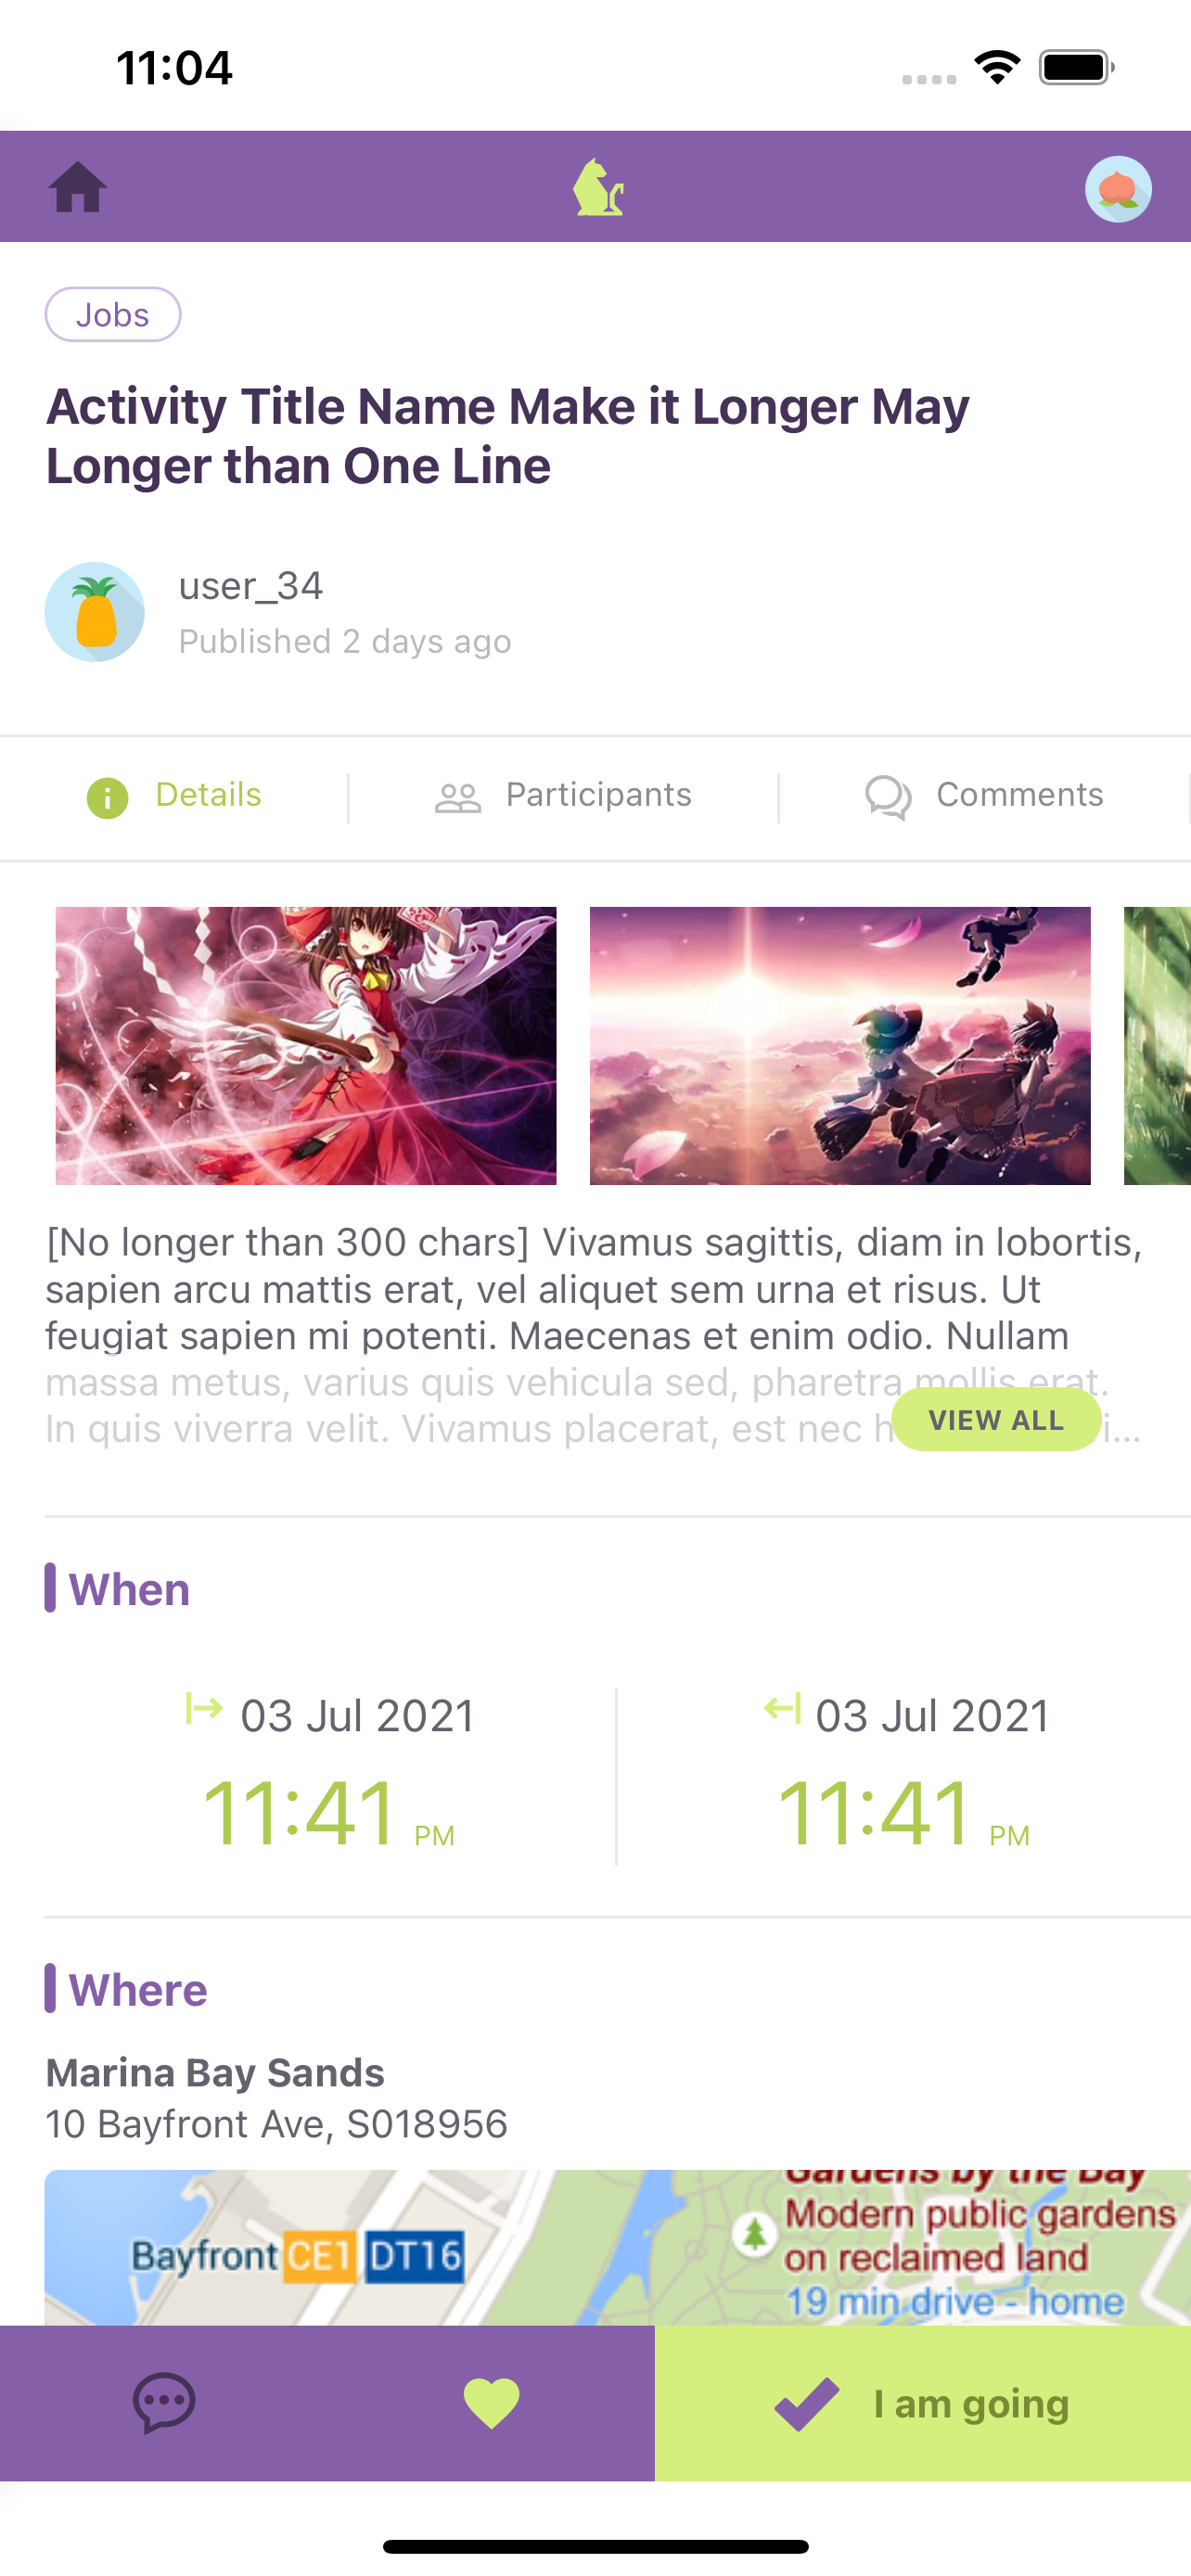 11:04
Jobs
Activity Title Name Make it Longer May
Longer than One Line
user_34
Published 2 days ago
Details
Participants
Comments
[No longer than 300 chars] Vivamus sagittis, diam in lobortis,
sapien arcu mattis erat, vel aliquet sem urna et risus. Ut
feugiat sapien mi potenti. Maecenas et enim odio. Nullam
massa metus, varius quis vehicula sed, pharetra mollis erat.
In quis viverra velit. Vivamus placerat, est nec
VIEW ALL
When
03 Jul 2021
11:41 PM
03 Jul 2021
11:41 PM
Where
Marina Bay Sands
10 Bayfront Ave, S018956
Gardens by the Bay
Modern public gardens
on reclaimed land
19 min drive - home
Bayfront CE1 DT16
I am going